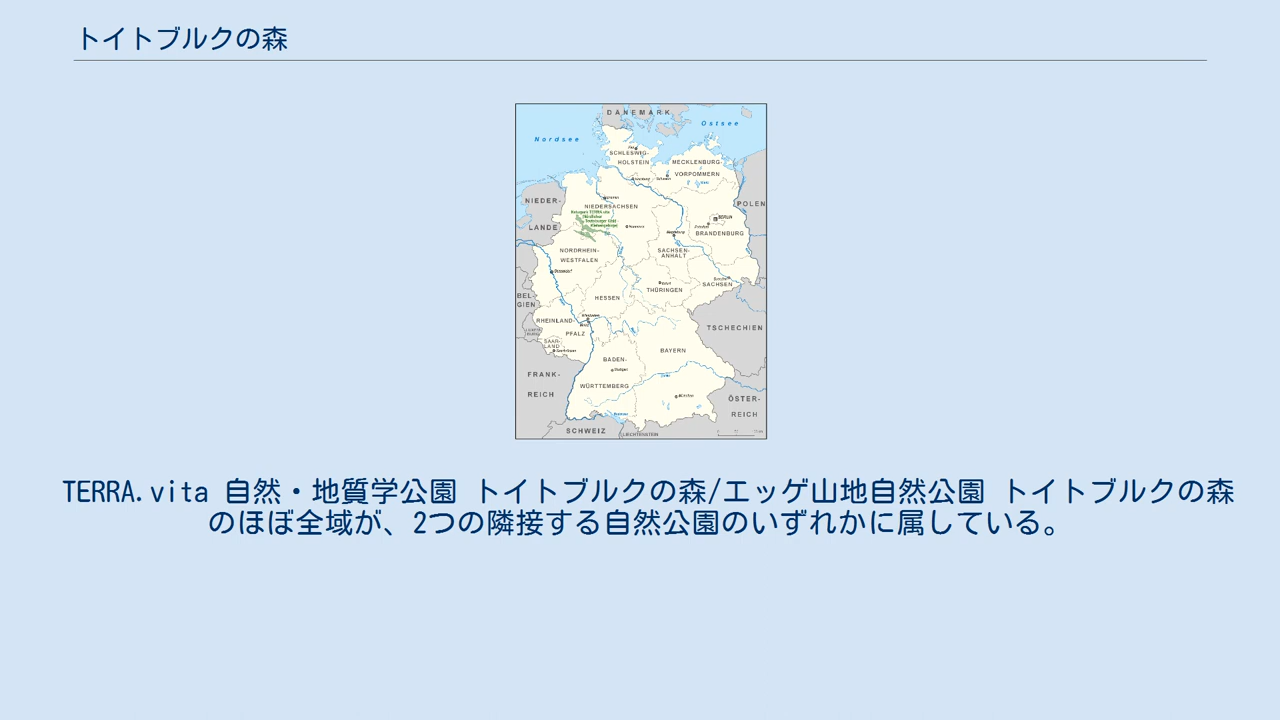 トイトブルクの森
DÄNEMARK
Nordsee
Ostsee
SCHLESWIG-
HOLSTEIN
MECKLENBURG-
VORPOMMERN
NIEDER-
LANDE
NIEDERSACHSEN
POLEN
BERLIN
BRANDENBURG
NORDRHEIN-
WESTFALEN
SACHSEN-
ANHALT
SACHSEN
THÜRINGEN
HESSEN
BEL-
GIEN
RHEINLAND-
PFALZ
SAAR-
LAND
TSCHECHIEN
BAYERN
BADEN-
WÜRTTEMBERG
FRANK-
REICH
ÖSTER-
REICH
SCHWEIZ
LIECHTENSTEIN
TERRA.vita 自然・地質学公園 トイトブルクの森/エッゲ山地自然公園 トイトブルクの森
のほぼ全域が、2つの隣接する自然公園のいずれかに属している。